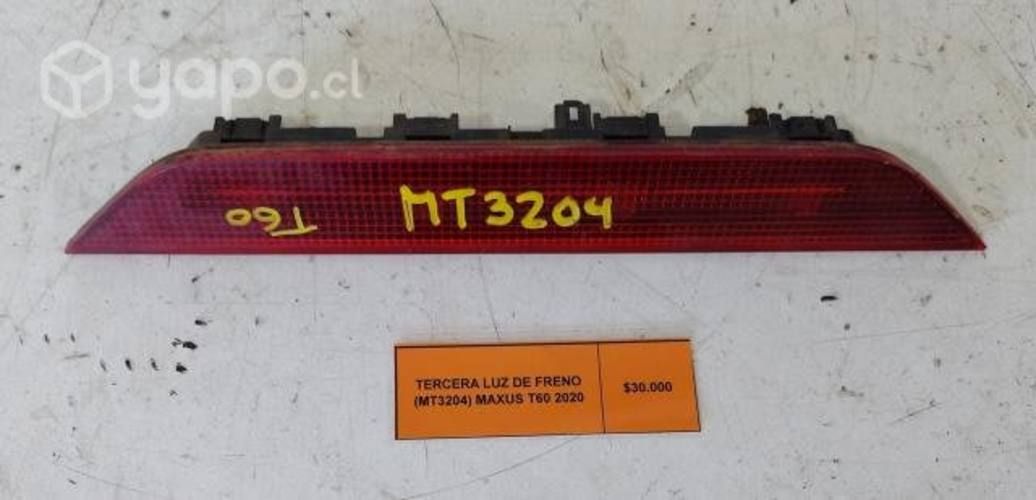 yapo.cl
T60
MT3204
TERCERA LUZ DE FRENO
(MT3204) MAXUS T60 2020
$30.000